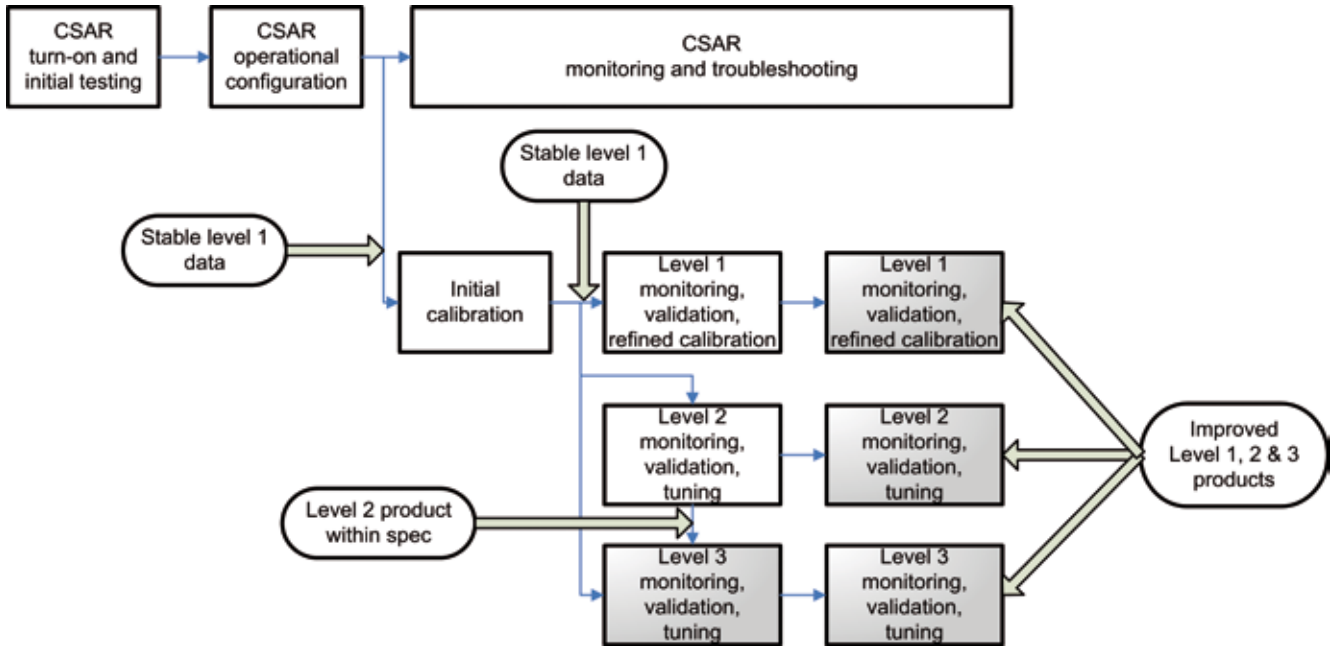 CSAR
turn-on and
initial testing
CSAR
operational
configuration
CSAR
monitoring and troubleshooting
Stable level 1
data
Stable level 1
data
Initial
calibration
Level 1
monitoring,
validation,
refined calibration
Level 1
monitoring,
validation,
refined calibration
Level 2
monitoring,
validation,
tuning
Level 2
monitoring,
validation,
tuning
Improved
Level 1, 2 & 3
products
Level 2 product
within spec
Level 3
monitoring,
validation,
tuning
Level 3
monitoring,
validation,
tuning